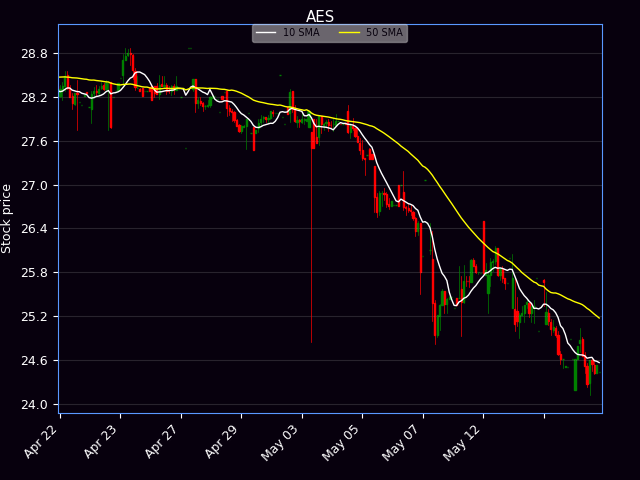 AES
10 SMA
50 SMA
Stock price
28.8
28.2
27.6
27.0
26.4
25.8
25.2
24.6
24.0
Apr 22
Apr 23
Apr 27
Apr 29
May 03
May 05
May 07
May 12